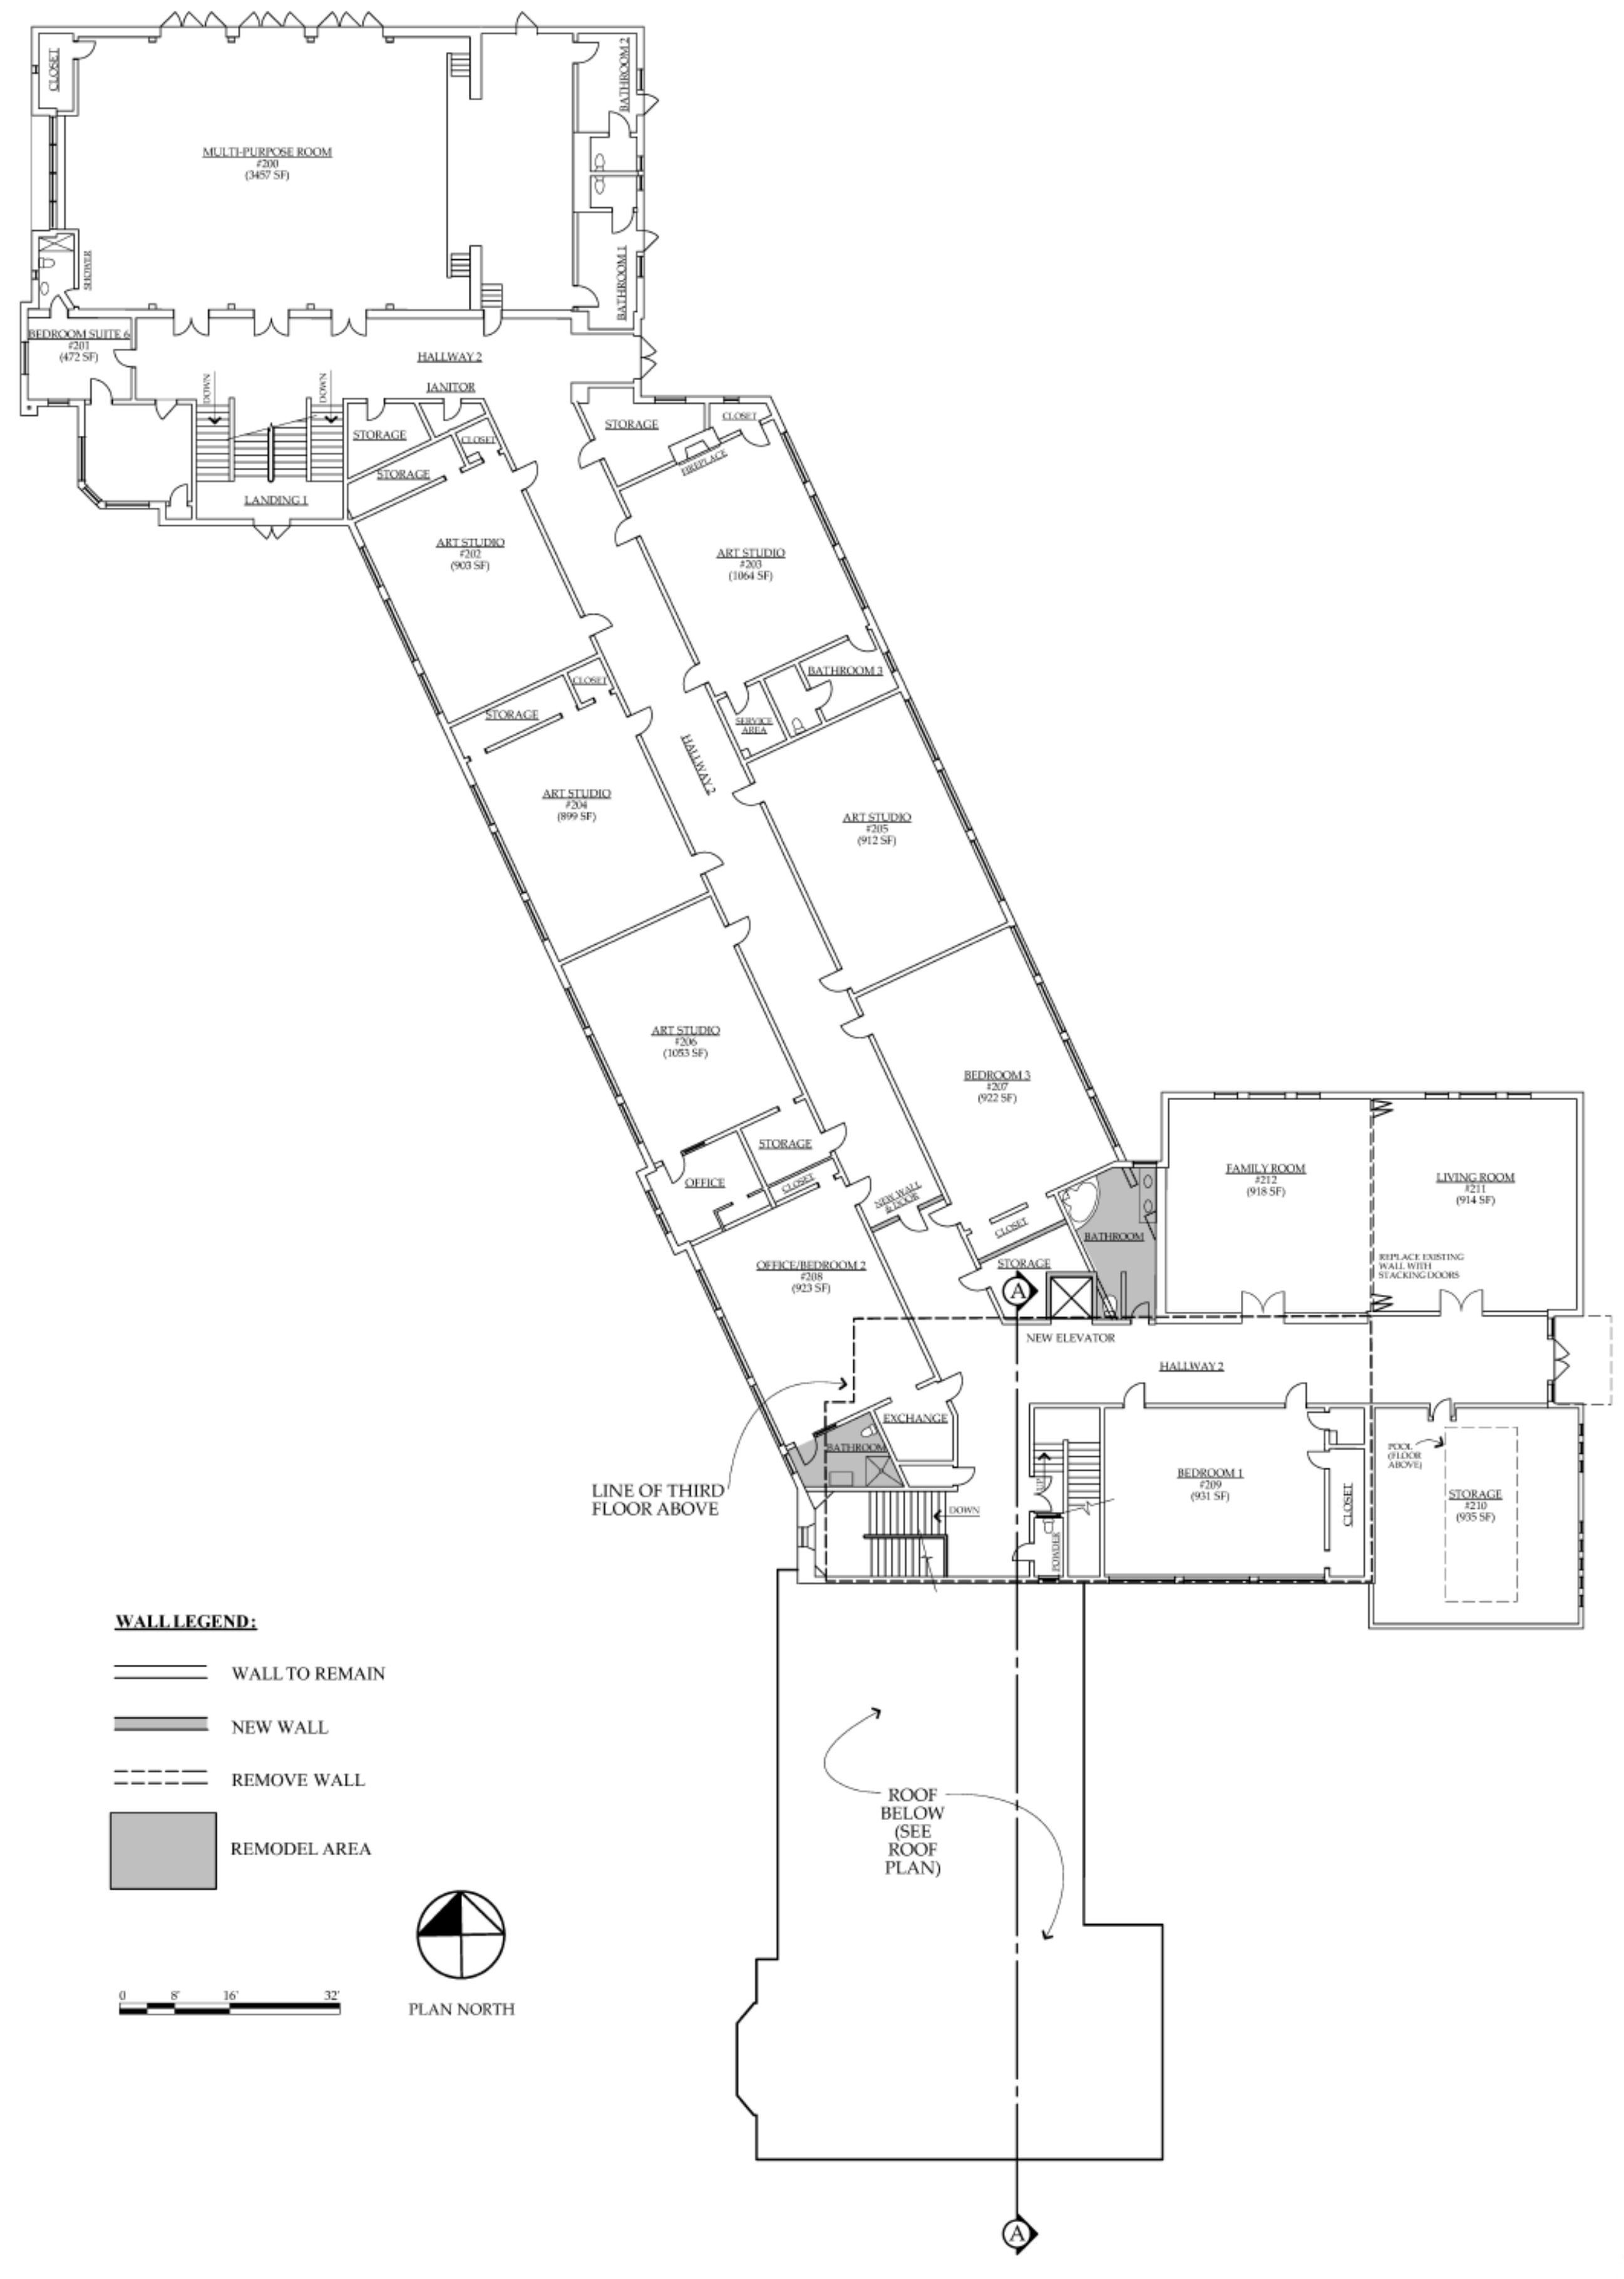 CLOSET
BATHROOM 2
MULTI-PURPOSE ROOM
#200
(3457 SF)
SHOWER
BATHROOM 1
BEDROOM SUITE 6
#201
(472 SF)
HALLWAY 2
DOWN
DOWN
JANITOR
STORAGE
CLOSET
STORAGE
LANDING 1
STORAGE
CLOSET
FIREPLACE
ART STUDIO
#202
(903 SF)
ART STUDIO
#203
(1064 SF)
BATHROOM 3
CLOSET
STORAGE
SERVICE
AREA
HALLWAY 2
ART STUDIO
#204
(899 SF)
ART STUDIO
#205
(912 SF)
ART STUDIO
#206
(1053 SF)
BEDROOM 3
#207
(922 SF)
STORAGE
OFFICE
CLOSET
NEW WALL
& DOOR
CLOSET
BATHROOM
FAMILY ROOM
#212
(918 SF)
LIVING ROOM
#211
(914 SF)
REPLACE EXISTING
WALL WITH
STACKING DOORS
OFFICE/BEDROOM 2
#208
(923 SF)
STORAGE
A
NEW ELEVATOR
HALLWAY 2
EXCHANGE
BATHROOM
LINE OF THIRD
FLOOR ABOVE
DOWN
UP
POWDER
BEDROOM 1
#209
(931 SF)
CLOSET
POOL
(FLOOR
ABOVE)
STORAGE
#210
(935 SF)
WALL LEGEND:
WALL TO REMAIN
NEW WALL
REMOVE WALL
REMODEL AREA
ROOF
BELOW
(SEE
ROOF
PLAN)
0 8' 16' 32'
PLAN NORTH
A